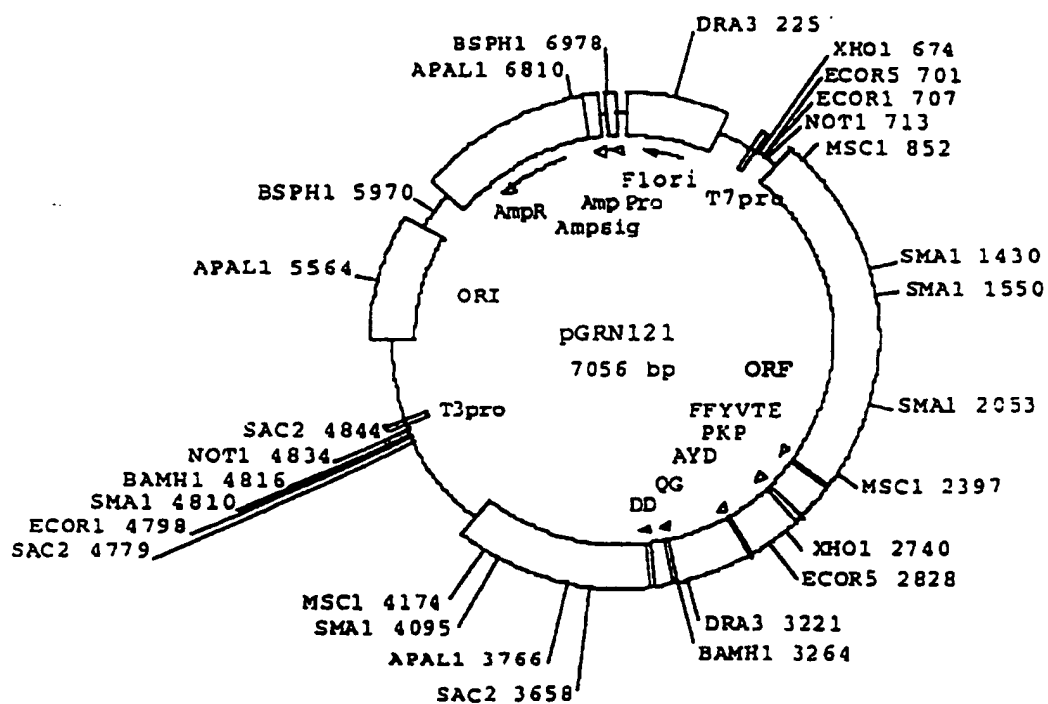 DRA3 225
BSPH1 6978
APAL1 6810
XHO1 674
ECOR5 701
ECOR1 707
NOT1 713
MSC1 852
BSPH1 5970
AmpR
Amp Pro
Ampsig
Flori
T7pro
APAL1 5564
ORI
SMA1 1430
SMA1 1550
pGRN121
7056 bp
ORF
T3pro
FFYVTE
PKP
AYD
QG
DD
SMA1 2053
SAC2 4844
NOT1 4834
BAMH1 4816
SMA1 4810
ECOR1 4798
SAC2 4779
MSC1 2397
XHO1 2740
ECOR5 2828
MSC1 4174
SMA1 4095
DRA3 3221
BAMH1 3264
APAL1 3766
SAC2 3658